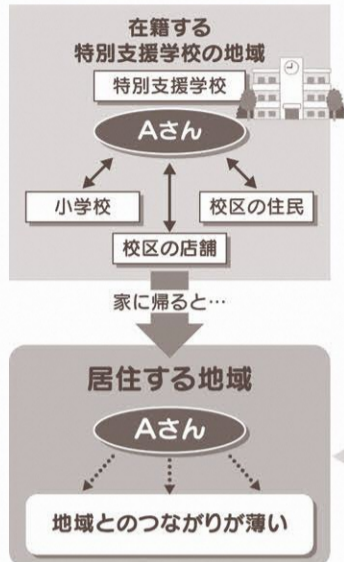 在籍する
特別支援学校の地域
特別支援学校
Aさん
小学校
校区の住民
校区の店舗
家に帰ると…
居住する地域
Aさん
地域とのつながりが薄い